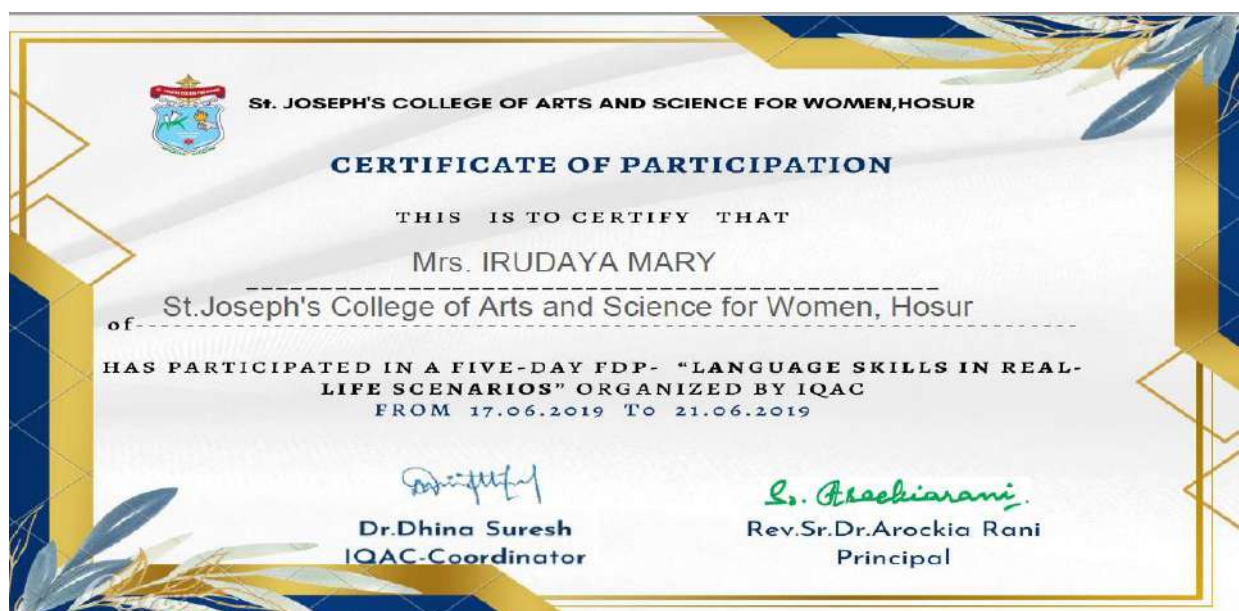 St. JOSEPH'S COLLEGE OF ARTS AND SCIENCE FOR WOMEN,HOSUR
CERTIFICATE OF PARTICIPATION
THIS IS TO CERTIFY THAT
Mrs. IRUDAYA MARY
of St.Joseph's College of Arts and Science for Women, Hosur
HAS PARTICIPATED IN A FIVE-DAY FDP- “LANGUAGE SKILLS IN REAL-
LIFE SCENARIOS” ORGANIZED BY IQAC
FROM 17.06.2019 To 21.06.2019
Dr.Dhina Suresh
IQAC-Coordinator
Rev.Sr.Dr.Arockia Rani
Principal